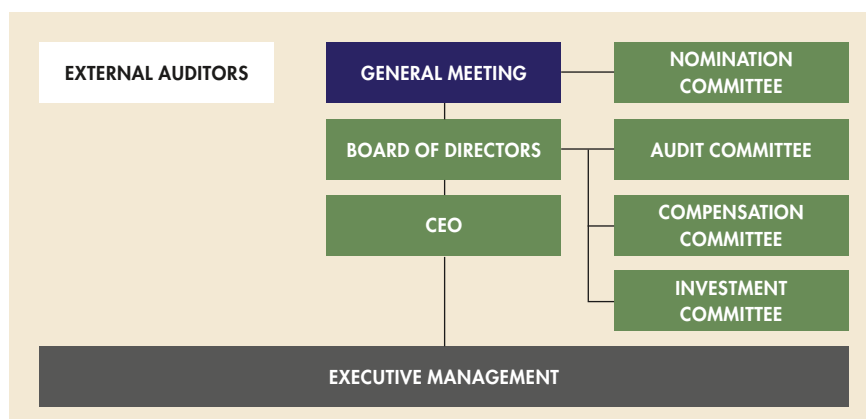 EXTERNAL AUDITORS
GENERAL MEETING
NOMINATION
COMMITTEE
BOARD OF DIRECTORS
AUDIT COMMITTEE
CEO
COMPENSATION
COMMITTEE
INVESTMENT
COMMITTEE
EXECUTIVE MANAGEMENT